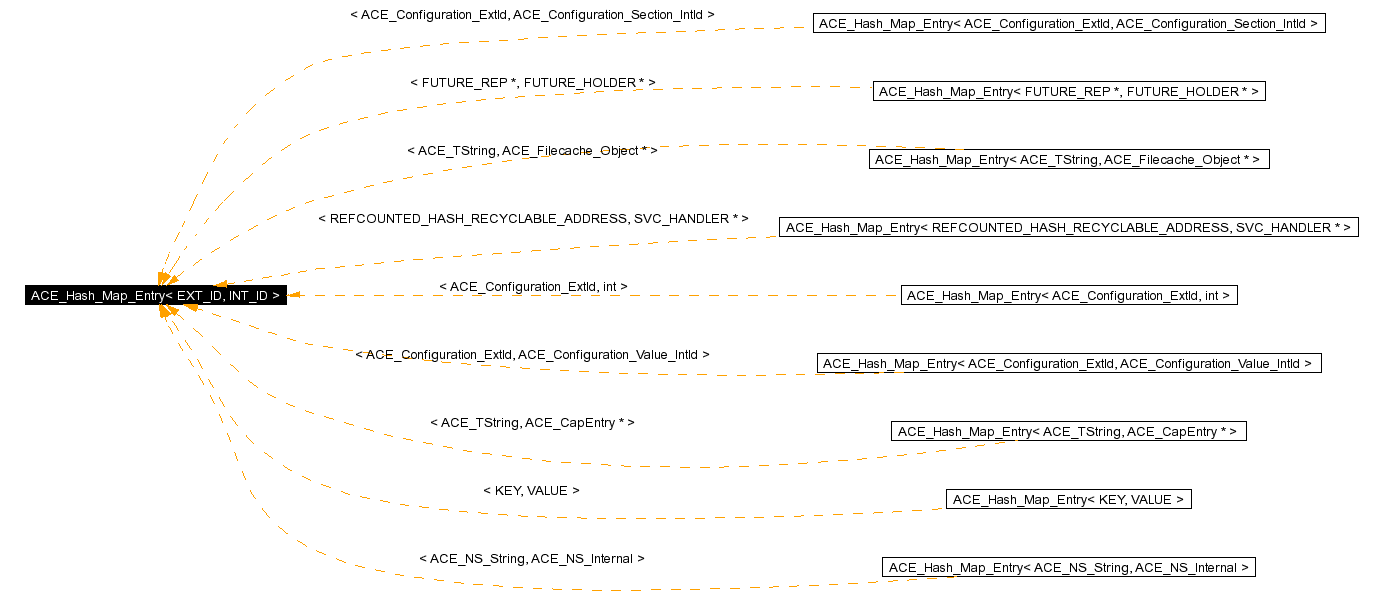 < ACE_Configuration_ExtId, ACE_Configuration_Section_IntId >
ACE_Hash_Map_Entry< ACE_Configuration_ExtId, ACE_Configuration_Section_IntId >
< FUTURE_REP *, FUTURE_HOLDER * >
ACE_Hash_Map_Entry< FUTURE_REP *, FUTURE_HOLDER * >
< ACE_TString, ACE_Filecache_Object * >
ACE_Hash_Map_Entry< ACE_TString, ACE_Filecache_Object * >
< REFCOUNTED_HASH_RECYCLABLE_ADDRESS, SVC_HANDLER * >
ACE_Hash_Map_Entry< REFCOUNTED_HASH_RECYCLABLE_ADDRESS, SVC_HANDLER * >
ACE_Hash_Map_Entry< EXT_ID, INT_ID >
< ACE_Configuration_ExtId, int >
ACE_Hash_Map_Entry< ACE_Configuration_ExtId, int >
< ACE_Configuration_ExtId, ACE_Configuration_Value_IntId >
ACE_Hash_Map_Entry< ACE_Configuration_ExtId, ACE_Configuration_Value_IntId >
< ACE_TString, ACE_CapEntry * >
ACE_Hash_Map_Entry< ACE_TString, ACE_CapEntry * >
< KEY, VALUE >
ACE_Hash_Map_Entry< KEY, VALUE >
< ACE_NS_String, ACE_NS_Internal >
ACE_Hash_Map_Entry< ACE_NS_String, ACE_NS_Internal >